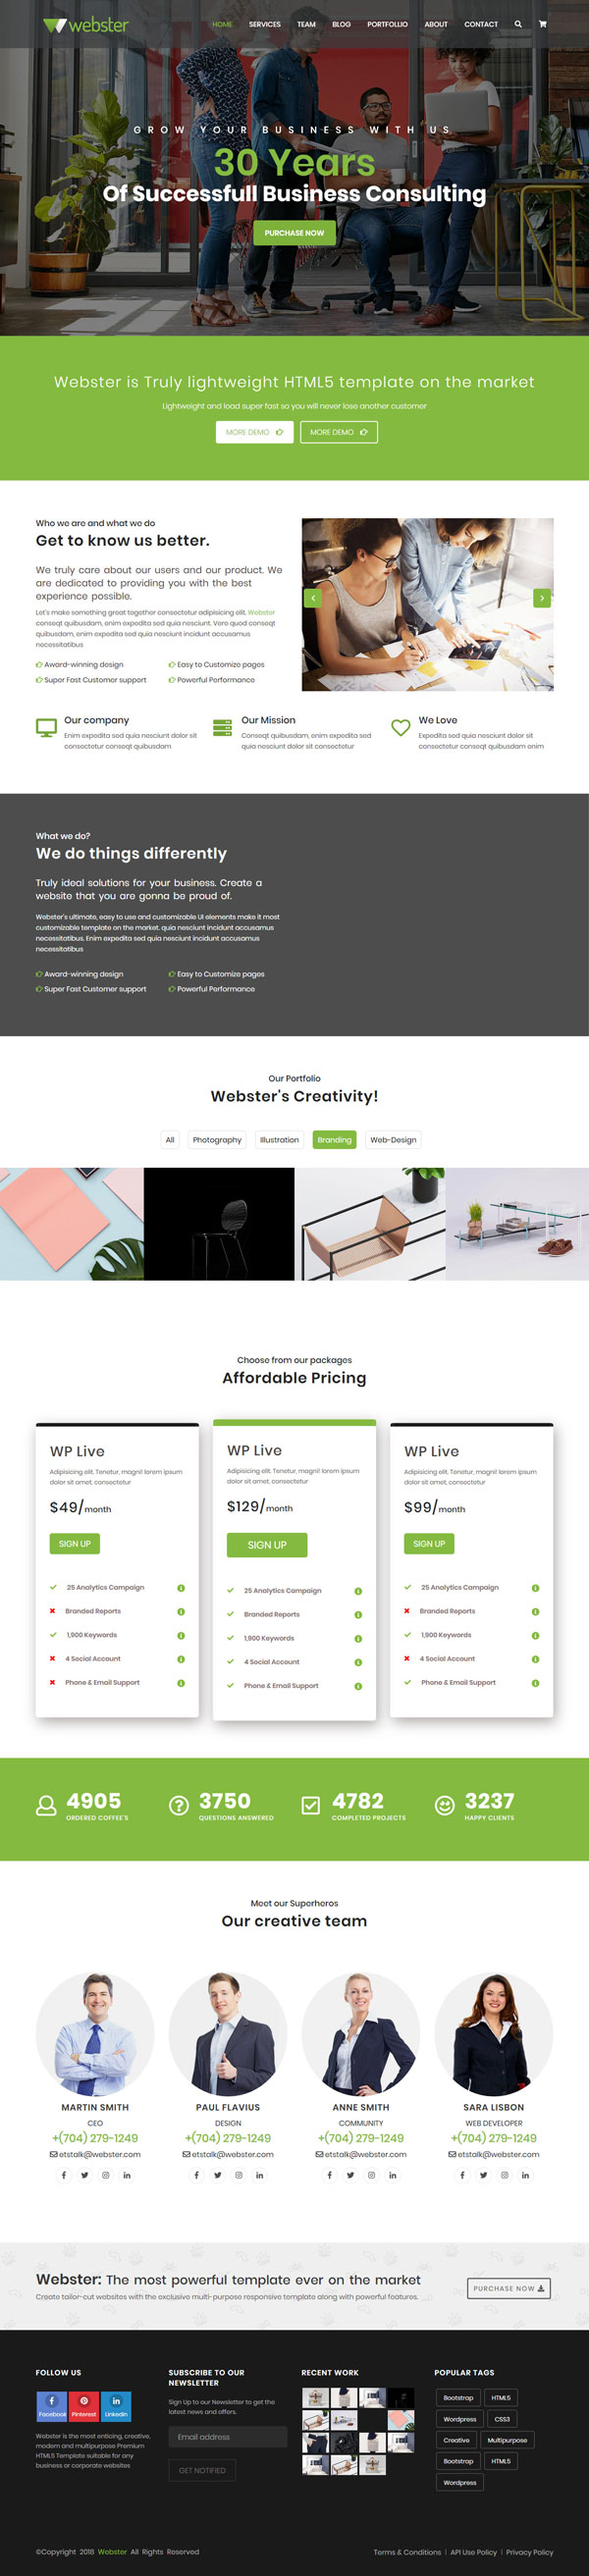 webster
HOME SERVICES TEAM BLOG PORTFOLLIO ABOUT CONTACT
GROW YOUR BUSINESS WITH US
30 Years
Of Successfull Business Consulting
PURCHASE NOW
Webster is Truly lightweight HTML5 template on the market
Lightweight and load super fast so you will never lose another customer
MORE DEMO MORE DEMO
Who we are and what we do
Get to know us better.
We truly care about our users and our product. We
are dedicated to providing you with the best
experience possible.
Let's make something great together consectetur adipisicing elit. Webster
conseqt quibusdam, enim expedita sed quia nesciunt. Vero quod conseqt
quibusdam, enim expedita sed quia nesciunt incidunt accusamus
necessitatibus
Award-winning design Easy to Customize pages
Super Fast Customer support Powerful Performance
Our company
Enim expedita sed quia nesciunt dolor sit
consectetur conseqt quibusdam
Our Mission
Conseqt quibusdam, enim expedita sed
quia nesciunt dolor sit consectetur
We Love
Expedita sed quia nesciunt dolor sit
consectetur conseqt quibusdam enim
What we do?
We do things differently
Truly ideal solutions for your business. Create a
website that you are gonna be proud of.
Webster's ultimate, easy to use and customizable UI elements make it most
customizable template on the market. quia nesciunt incidunt accusamus
necessitatibus. Enim expedita sed quia nesciunt incidunt accusamus
necessitatibus
Award-winning design Easy to Customize pages
Super Fast Customer support Powerful Performance
Our Portfolio
Webster's Creativity!
All Photography Illustration Branding Web-Design
Choose from our packages
Affordable Pricing
WP Live
Adipisicing elit. Tenetur, magni! lorem ipsum
dolor sit amet, consectetur
$49/month
SIGN UP
25 Analytics Campaign
Branded Reports
1,900 Keywords
4 Social Account
Phone & Email Support
WP Live
Adipisicing elit. Tenetur, magni! lorem ipsum
dolor sit amet, consectetur
$129/month
SIGN UP
25 Analytics Campaign
Branded Reports
1,900 Keywords
4 Social Account
Phone & Email Support
WP Live
Adipisicing elit. Tenetur, magni! lorem ipsum
dolor sit amet, consectetur
$99/month
SIGN UP
25 Analytics Campaign
Branded Reports
1,900 Keywords
4 Social Account
Phone & Email Support
4905
ORDERED COFFEE'S
3750
QUESTIONS ANSWERED
4782
COMPLETED PROJECTS
3237
HAPPY CLIENTS
Meet our Superheros
Our creative team
MARTIN SMITH
CEO
+(704) 279-1249
etstalk@webster.com
PAUL FLAVIUS
DESIGN
+(704) 279-1249
etstalk@webster.com
ANNE SMITH
COMMUNITY
+(704) 279-1249
etstalk@webster.com
SARA LISBON
WEB DEVELOPER
+(704) 279-1249
etstalk@webster.com
Webster: The most powerful template ever on the market
Create tailor-cut websites with the exclusive multi-purpose responsive template along with powerful features.
PURCHASE NOW
FOLLOW US
Facebook Pinterest Linkedin
Webster is the most enticing, creative,
modern and multipurpose Premium
HTML5 Template suitable for any
business or corporate websites
SUBSCRIBE TO OUR
NEWSLETTER
Sign Up to our Newsletter to get the
latest news and offers.
Email address
GET NOTIFIED
RECENT WORK
POPULAR TAGS
Bootstrap HTML5
Wordpress CSS3
Creative Multipurpose
Bootstrap HTML5
Wordpress
©Copyright 2018 Webster All Rights Reserved
Terms & Conditions | API Use Policy | Privacy Policy